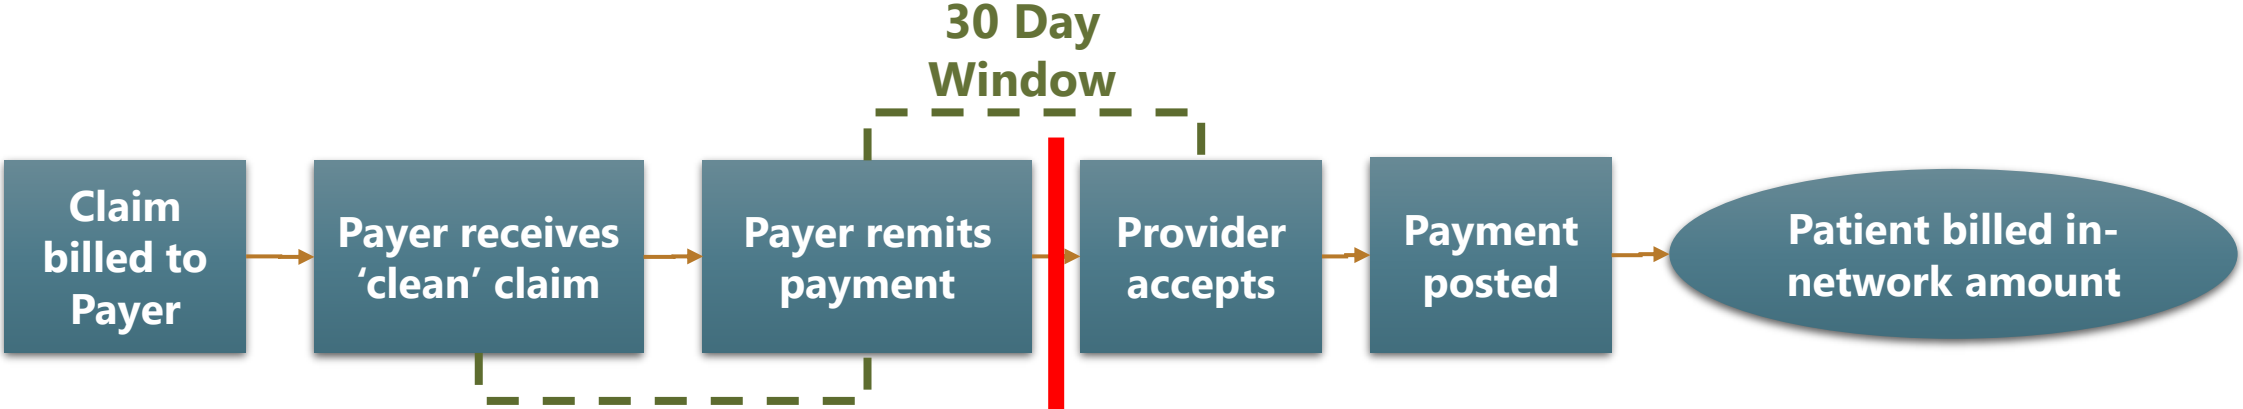 30 Day
Window
Claim
billed to
Payer
Payer receives
‘clean’ claim
Payer remits
payment
Provider
accepts
Payment
posted
Patient billed in-
network amount